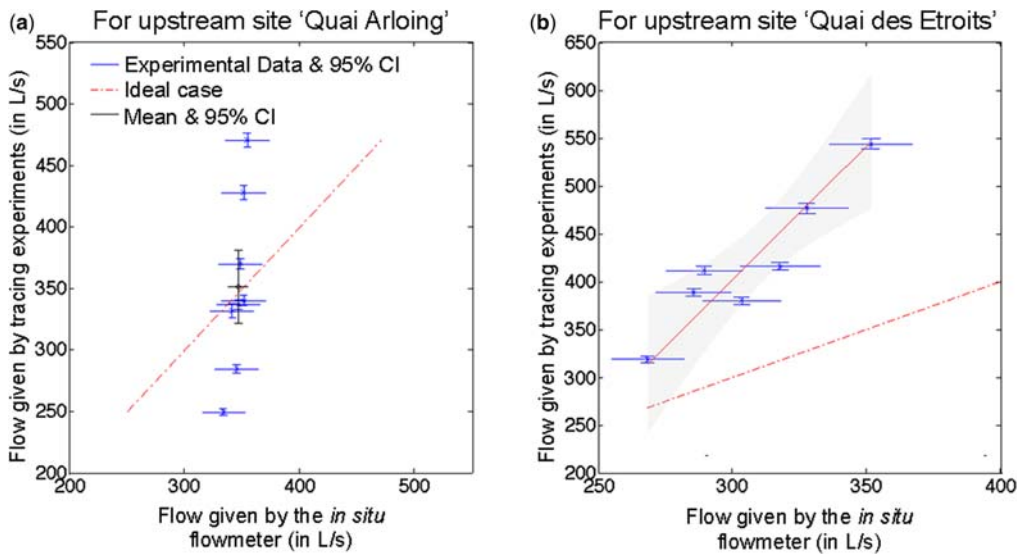 (a) For upstream site ‘Quai Arloing’
Flow given by tracing experiments (in L/s)
550
500
450
400
350
300
250
200
Experimental Data & 95% CI
Ideal case
Mean & 95% CI
200 300 400 500
Flow given by the in situ
flowmeter (in L/s)
(b) For upstream site ‘Quai des Etroits’
Flow given by tracing experiments (in L/s)
650
600
550
500
450
400
350
300
250
200
250 300 350 400
Flow given by the in situ
flowmeter (in L/s)